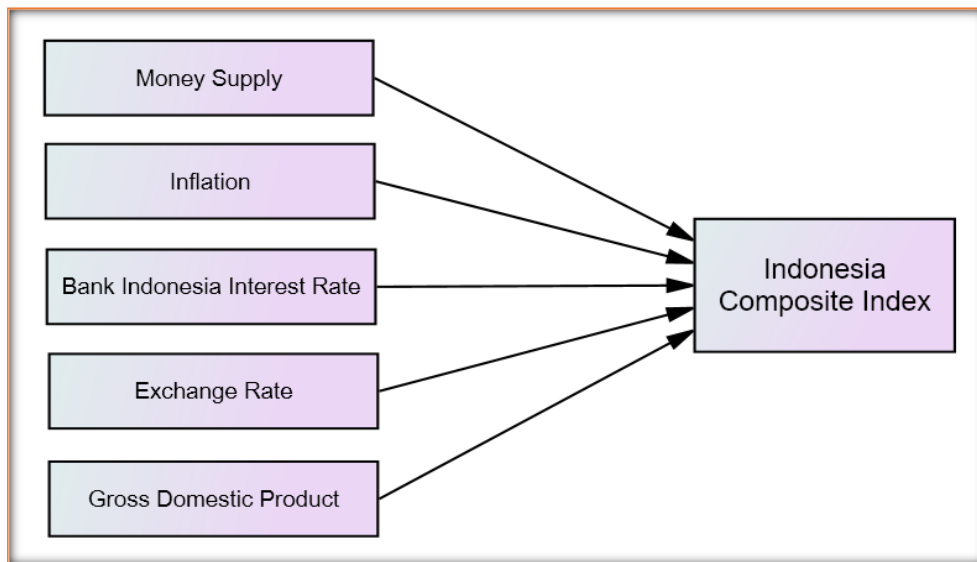 Money Supply
Inflation
Bank Indonesia Interest Rate
Exchange Rate
Gross Domestic Product
Indonesia
Composite Index